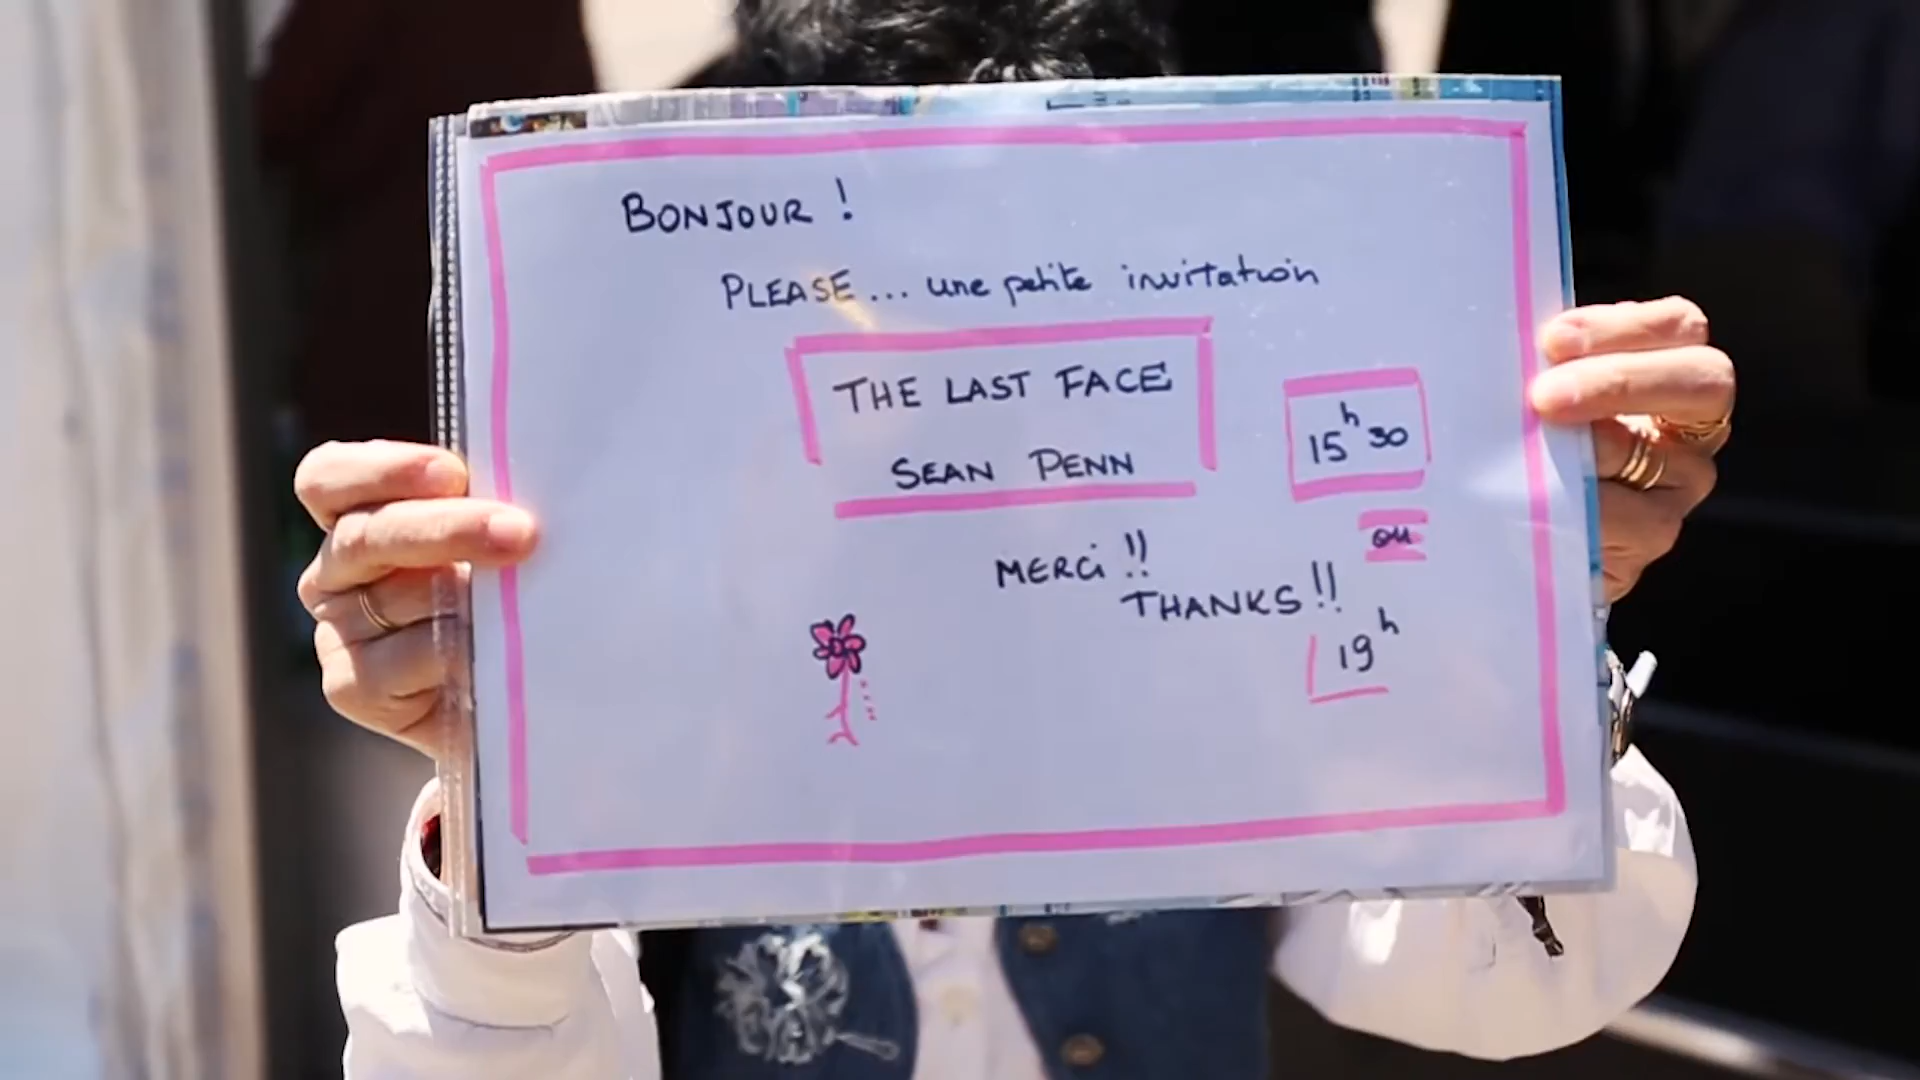 BONJOUR !
PLEASE... une petite invitation
THE LAST FACE
SEAN PENN
15h30
ou
19h
MERCi !!
THANKS !!